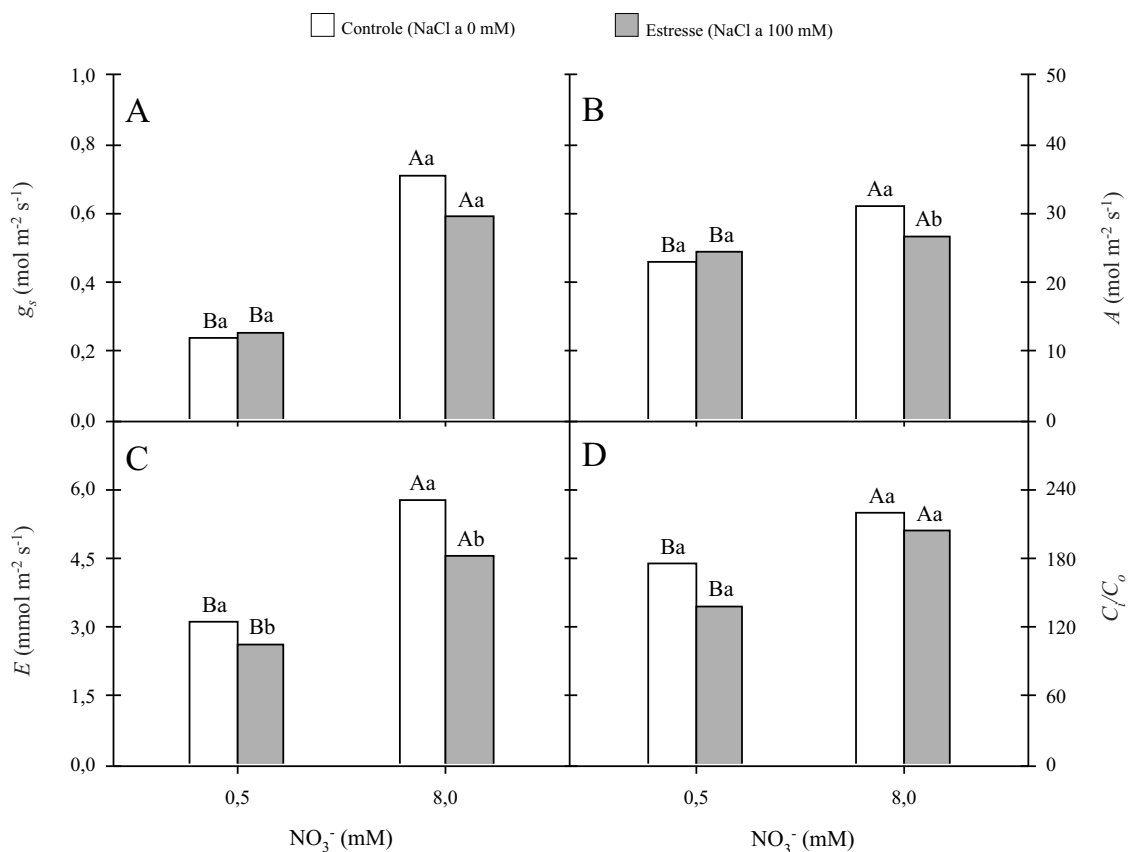 Controle (NaCl a 0 mM) Estresse (NaCl a 100 mM)
A
gₛ (mol m⁻² s⁻¹)
1,0
0,8
0,6
0,4
0,2
0,0
Ba Ba
Aa Aa
B
A (mol m⁻² s⁻¹)
50
40
30
20
10
0
Ba Ba
Aa Ab
C
E (mmol m⁻² s⁻¹)
6,0
4,5
3,0
1,5
0,0
Ba Bb
Aa Ab
0,5 8,0
NO₃⁻ (mM)
D
Cᵢ/Cₒ
240
180
120
60
0
Ba Ba
Aa Aa
0,5 8,0
NO₃⁻ (mM)